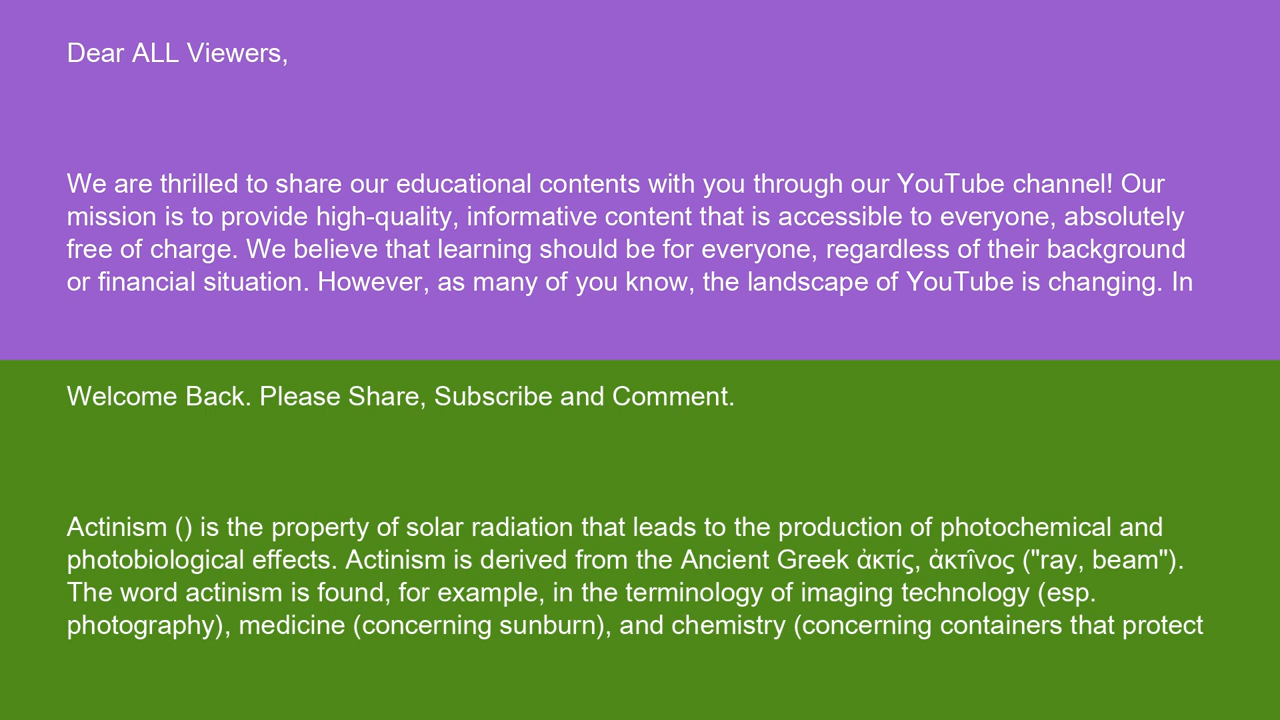 Dear ALL Viewers,
We are thrilled to share our educational contents with you through our YouTube channel! Our
mission is to provide high-quality, informative content that is accessible to everyone, absolutely
free of charge. We believe that learning should be for everyone, regardless of their background
or financial situation. However, as many of you know, the landscape of YouTube is changing. In
Welcome Back. Please Share, Subscribe and Comment.
Actinism () is the property of solar radiation that leads to the production of photochemical and
photobiological effects. Actinism is derived from the Ancient Greek ἀκτίς, ἀκτῖνος ("ray, beam").
The word actinism is found, for example, in the terminology of imaging technology (esp.
photography), medicine (concerning sunburn), and chemistry (concerning containers that protect